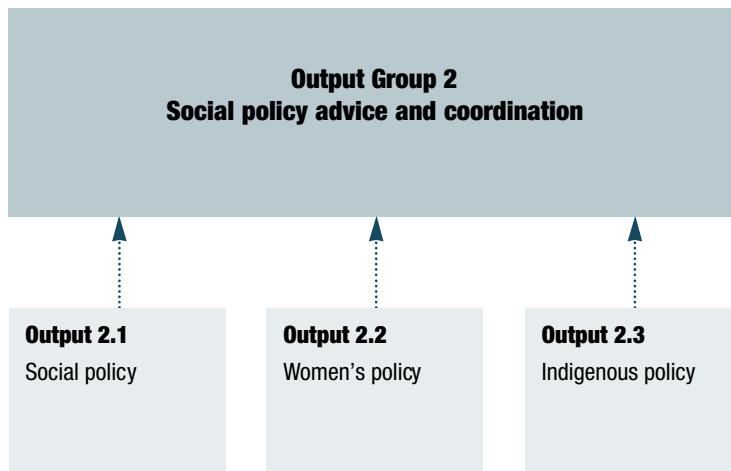 Output Group 2
Social policy advice and coordination
Output 2.1
Social policy
Output 2.2
Women’s policy
Output 2.3
Indigenous policy